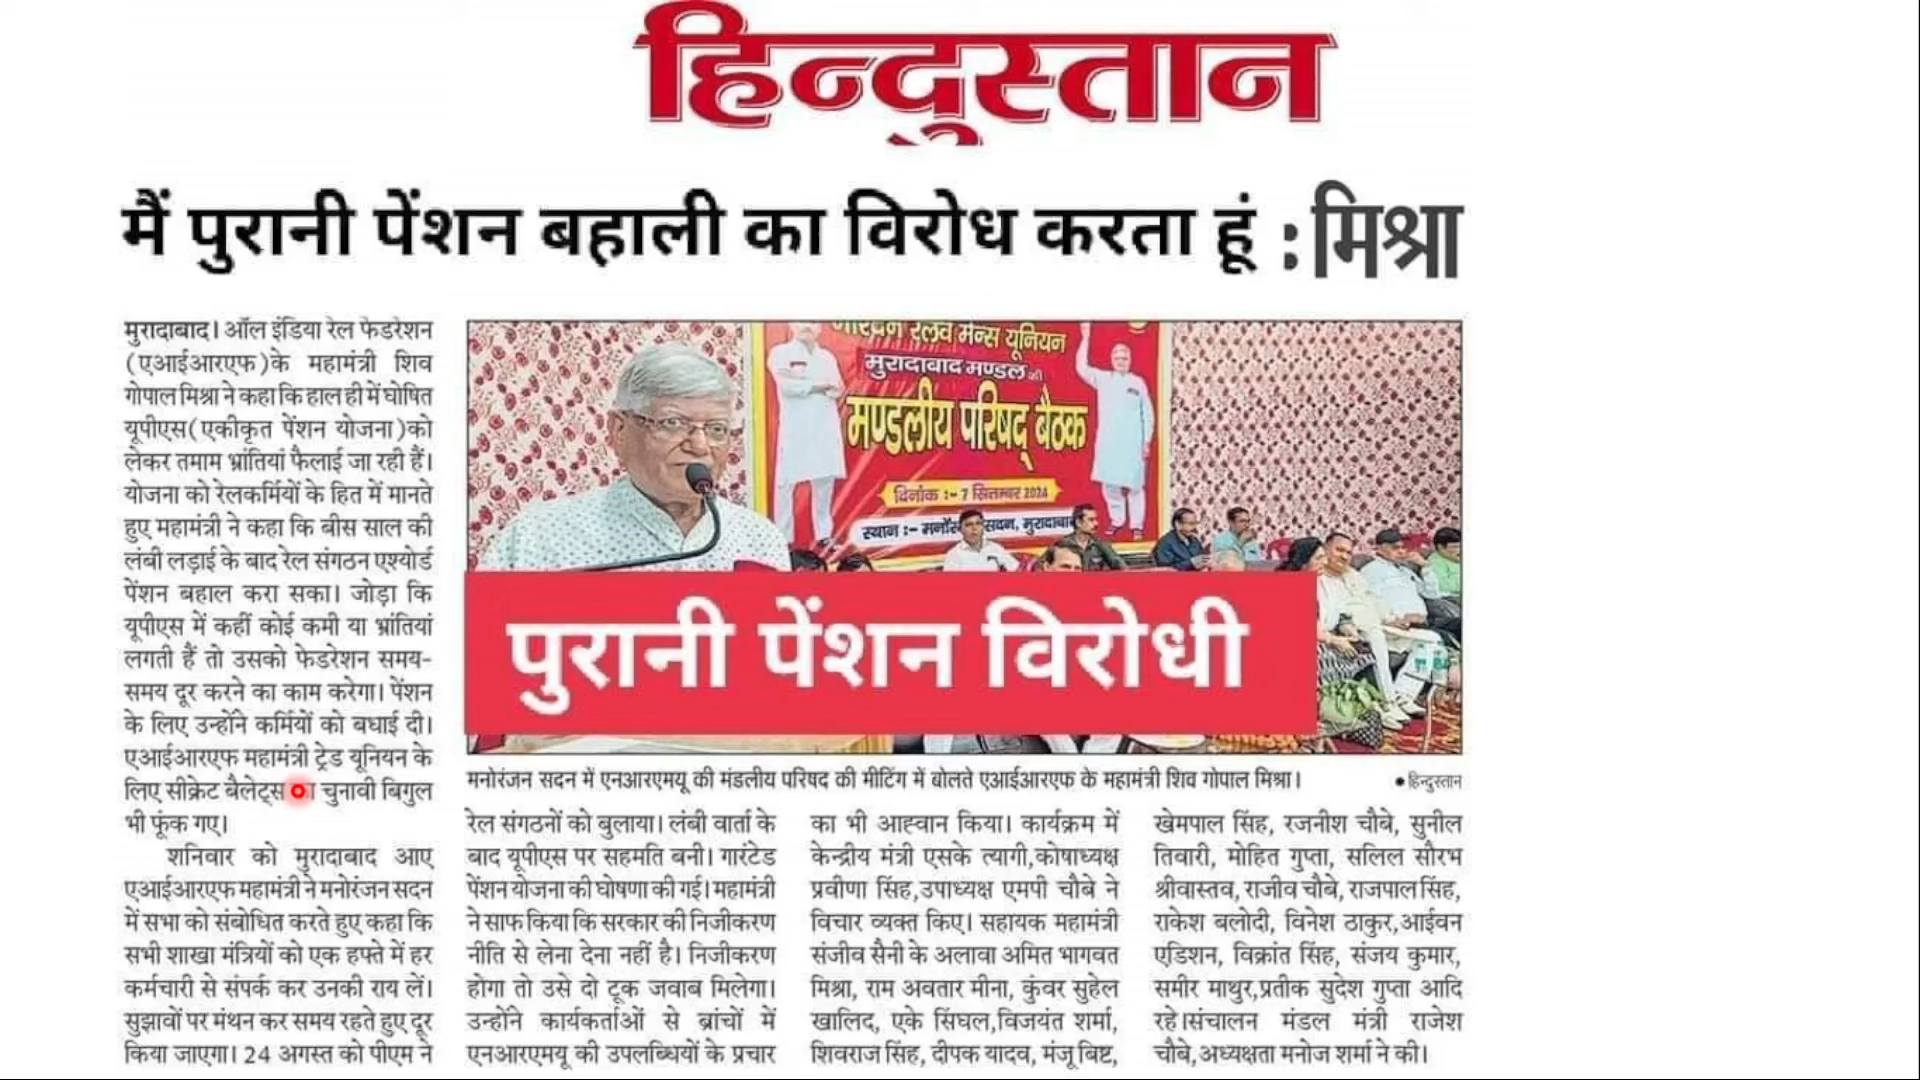 हिन्दुस्तान
मैं पुरानी पेंशन बहाली का विरोध करता हूं : मिश्रा
मुरादाबाद। ऑल इंडिया रेल फेडरेशन
(एआईआरएफ)के महामंत्री शिव
गोपाल मिश्रा ने कहा कि हाल ही में घोषित
यूपीएस(एकीकृत पेंशन योजना)को
लेकर तमाम भ्रांतियां फैलाई जा रही हैं।
योजना को रेलकर्मियों के हित में मानते
हुए महामंत्री ने कहा कि बीस साल की
लंबी लड़ाई के बाद रेल संगठन एश्योर्ड
पेंशन बहाल करा सका। जोड़ा कि
यूपीएस में कहीं कोई कमी या भ्रांतियां
लगती हैं तो उसको फेडरेशन समय-
समय दूर करने का काम करेगा। पेंशन
के लिए उन्होंने कर्मियों को बधाई दी।
एआईआरएफ महामंत्री ट्रेड यूनियन के
लिए सीक्रेट बैलेट्स का चुनावी बिगुल
भी फूंक गए।
शनिवार को मुरादाबाद आए
एआईआरएफ महामंत्री ने मनोरंजन सदन
में सभा को संबोधित करते हुए कहा कि
सभी शाखा मंत्रियों को एक हफ्ते में हर
कर्मचारी से संपर्क कर उनकी राय लें।
सुझावों पर मंथन कर समय रहते हुए दूर
किया जाएगा। 24 अगस्त को पीएम ने
नारदर्न रेलवे मेन्स यूनियन
मुरादाबाद मण्डल की
मण्डलीय परिषद् बैठक
दिनांक :- 7 सितम्बर 2024
स्थान :- सदन, मुरादाबाद
पुरानी पेंशन विरोधी
मनोरंजन सदन में एनआरएमयू की मंडलीय परिषद की मीटिंग में बोलते एआईआरएफ के महामंत्री शिव गोपाल मिश्रा। ● हिन्दुस्तान
रेल संगठनों को बुलाया। लंबी वार्ता के
बाद यूपीएस पर सहमति बनी। गारंटेड
पेंशन योजना की घोषणा की गई। महामंत्री
ने साफ किया कि सरकार की निजीकरण
नीति से लेना देना नहीं है। निजीकरण
होगा तो उसे दो टूक जवाब मिलेगा।
उन्होंने कार्यकर्ताओं से ब्रांचों में
एनआरएमयू की उपलब्धियों के प्रचार
का भी आह्वान किया। कार्यक्रम में
केन्द्रीय मंत्री एसके त्यागी,कोषाध्यक्ष
प्रवीणा सिंह,उपाध्यक्ष एमपी चौबे ने
विचार व्यक्त किए। सहायक महामंत्री
संजीव सैनी के अलावा अमित भागवत
मिश्रा, राम अवतार मीना, कुंवर सुहेल
खालिद, एके सिंघल,विजयंत शर्मा,
शिवराज सिंह, दीपक यादव, मंजू बिष्ट,
खेमपाल सिंह, रजनीश चौबे, सुनील
तिवारी, मोहित गुप्ता, सलिल सौरभ
श्रीवास्तव, राजीव चौबे, राजपाल सिंह,
राकेश बलोदी, विनेश ठाकुर,आईवन
एडिशन, विक्रांत सिंह, संजय कुमार,
समीर माथुर,प्रतीक सुदेश गुप्ता आदि
रहे।संचालन मंडल मंत्री राजेश
चौबे,अध्यक्षता मनोज शर्मा ने की।